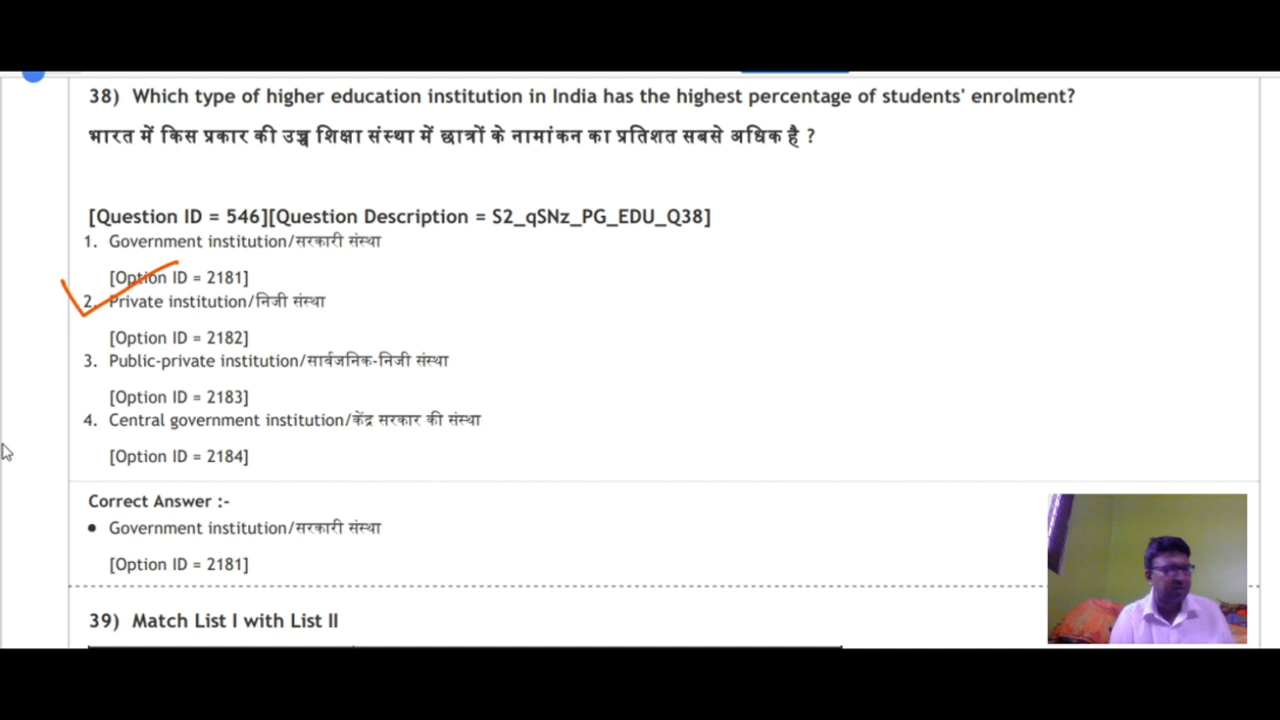 38) Which type of higher education institution in India has the highest percentage of students' enrolment?
भारत में किस प्रकार की उच्च शिक्षा संस्था में छात्रों के नामांकन का प्रतिशत सबसे अधिक है ?
[Question ID = 546][Question Description = S2_qSNz_PG_EDU_Q38]
1. Government institution/सरकारी संस्था
[Option ID = 2181]
2. Private institution/निजी संस्था
[Option ID = 2182]
3. Public-private institution/सार्वजनिक-निजी संस्था
[Option ID = 2183]
4. Central government institution/केंद्र सरकार की संस्था
[Option ID = 2184]
Correct Answer :-
• Government institution/सरकारी संस्था
[Option ID = 2181]
39) Match List I with List II